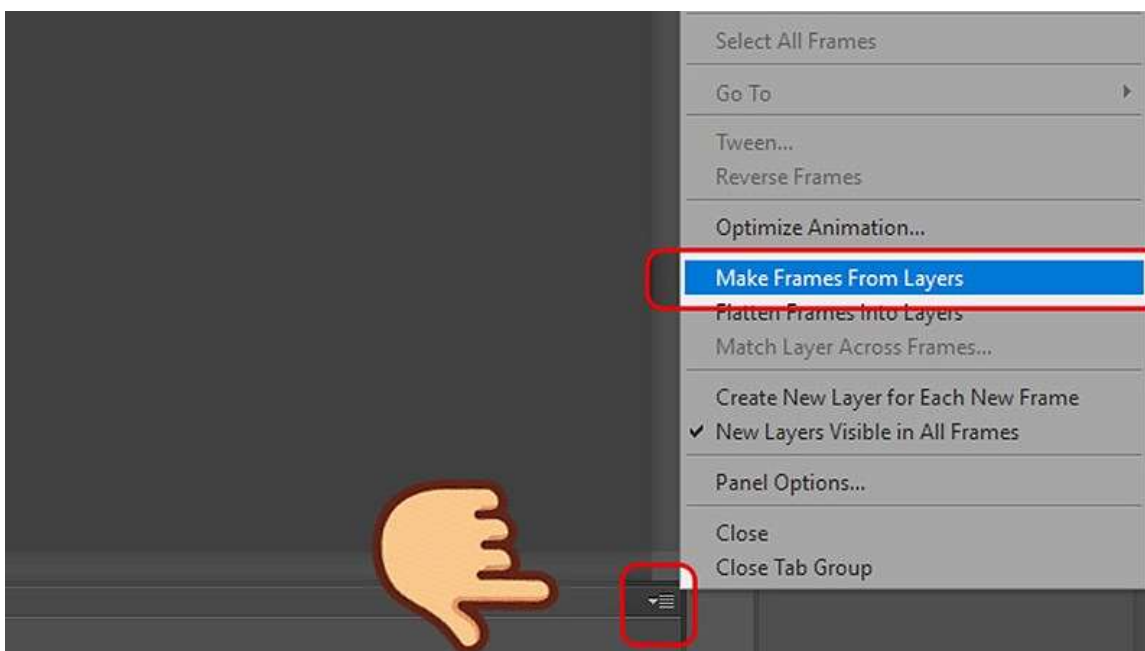 Select All Frames
Go To
Tween...
Reverse Frames
Optimize Animation...
Make Frames From Layers
Flatten Frames Into Layers
Match Layer Across Frames...
Create New Layer for Each New Frame
New Layers Visible in All Frames
Panel Options...
Close
Close Tab Group